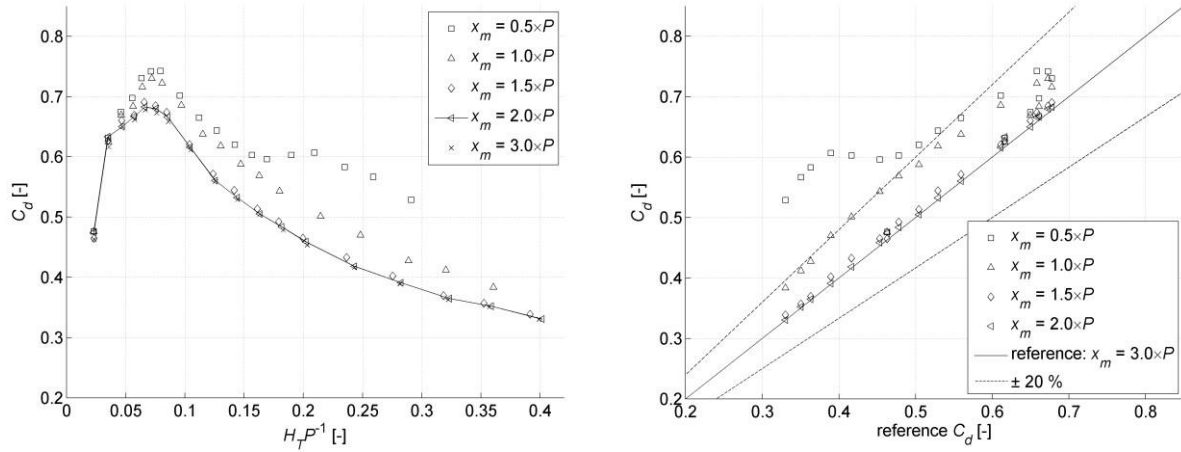 0.8
0.7
0.6
0.5
0.4
0.3
0.2
C_d [-]
0
0.05
0.1
0.15
0.2
0.25
0.3
0.35
0.4
H_T P^{-1} [-]
x_m = 0.5×P
x_m = 1.0×P
x_m = 1.5×P
x_m = 2.0×P
x_m = 3.0×P
0.8
0.7
0.6
0.5
0.4
0.3
0.2
C_d [-]
0.2
0.3
0.4
0.5
0.6
0.7
0.8
reference C_d [-]
x_m = 0.5×P
x_m = 1.0×P
x_m = 1.5×P
x_m = 2.0×P
reference: x_m = 3.0×P
± 20 %